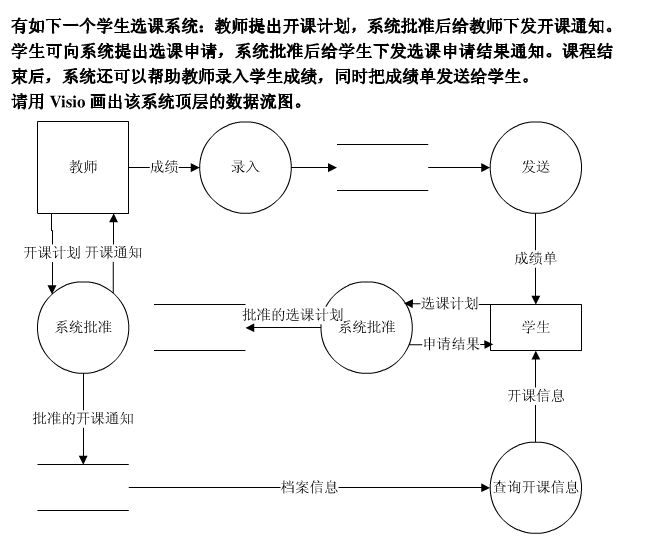 有如下一个学生选课系统：教师提出开课计划，系统批准后给教师下发开课通知。
学生可向系统提出选课申请，系统批准后给学生下发选课申请结果通知。课程结
束后，系统还可以帮助教师录入学生成绩，同时把成绩单发送给学生。
请用 Visio 画出该系统顶层的数据流图。
教师
成绩
录入
发送
开课计划
开课通知
成绩单
系统批准
批准的选课计划
系统批准
选课计划
申请结果
学生
批准的开课通知
开课信息
档案信息
查询开课信息